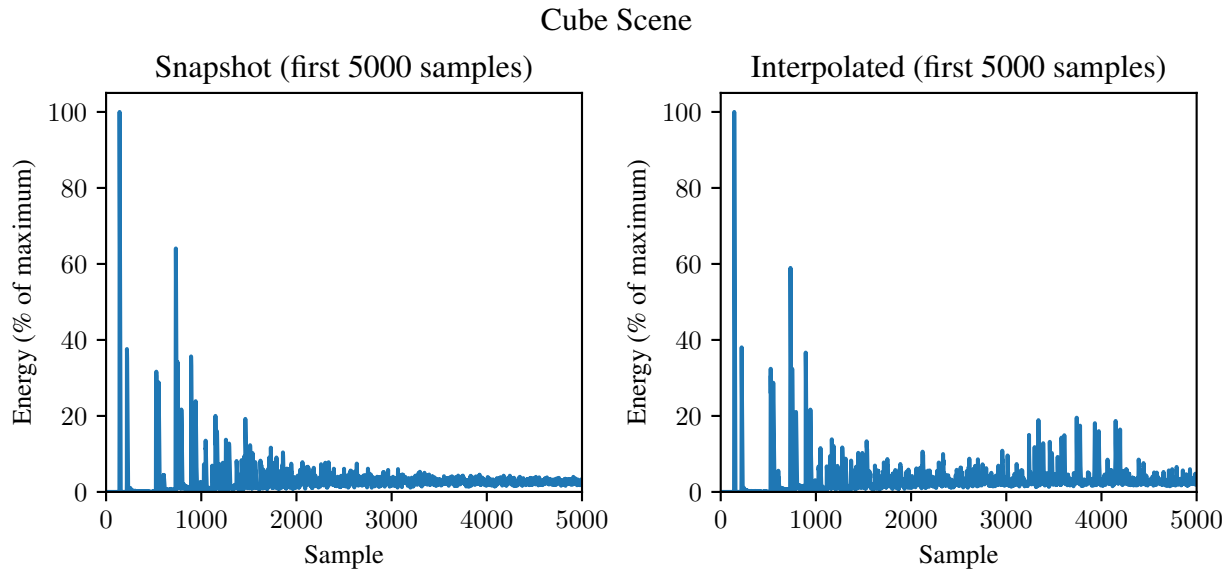 Cube Scene
Snapshot (first 5000 samples)
Energy (% of maximum)
100
80
60
40
20
0
0 1000 2000 3000 4000 5000
Sample
Interpolated (first 5000 samples)
Energy (% of maximum)
100
80
60
40
20
0
0 1000 2000 3000 4000 5000
Sample